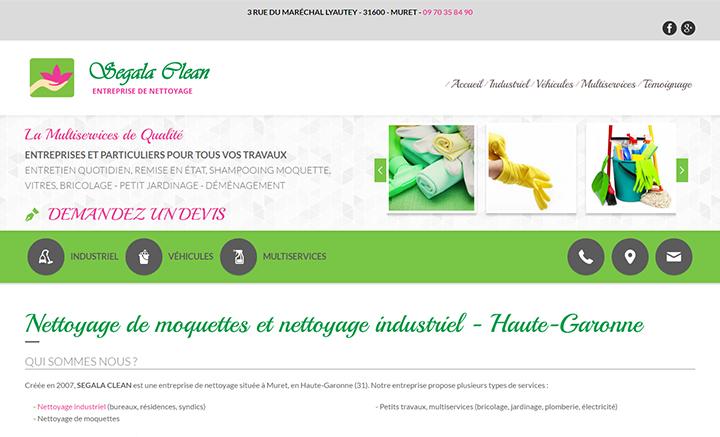 3 RUE DU MARÉCHAL LYAUTEY - 31600 - MURET - 09 70 35 84 90
Segala Clean
ENTREPRISE DE NETTOYAGE
/ Accueil / Industriel / Véhicules / Multiservices / Témoignage
La Multiservices de Qualité
ENTREPRISES ET PARTICULIERS POUR TOUS VOS TRAVAUX
ENTRETIEN QUOTIDIEN, REMISE EN ÉTAT, SHAMPOOING MOQUETTE,
VITRES, BRICOLAGE - PETIT JARDINAGE - DÉMÉNAGEMENT
DEMANDEZ UN DEVIS
INDUSTRIEL VÉHICULES MULTISERVICES
Nettoyage de moquettes et nettoyage industriel - Haute-Garonne
QUI SOMMES NOUS ?
Créée en 2007, SEGALA CLEAN est une entreprise de nettoyage située à Muret, en Haute-Garonne (31). Notre entreprise propose plusieurs types de services :
- Nettoyage industriel (bureaux, résidences, syndics)
- Nettoyage de moquettes
- Petits travaux, multiservices (bricolage, jardinage, plomberie, électricité)